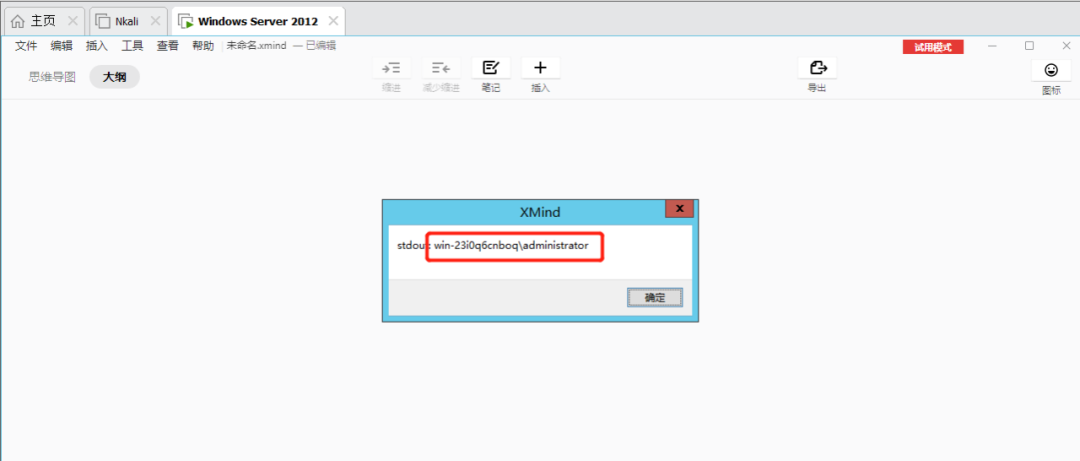 主页 Nkali Windows Server 2012
文件 编辑 插入 工具 查看 帮助 未命名.xmind — 已编辑 试用模式
思维导图 大纲 缩进 减少缩进 笔记 插入 导出 图标
XMind
stdout: win-23i0q6cnboq\administrator
确定